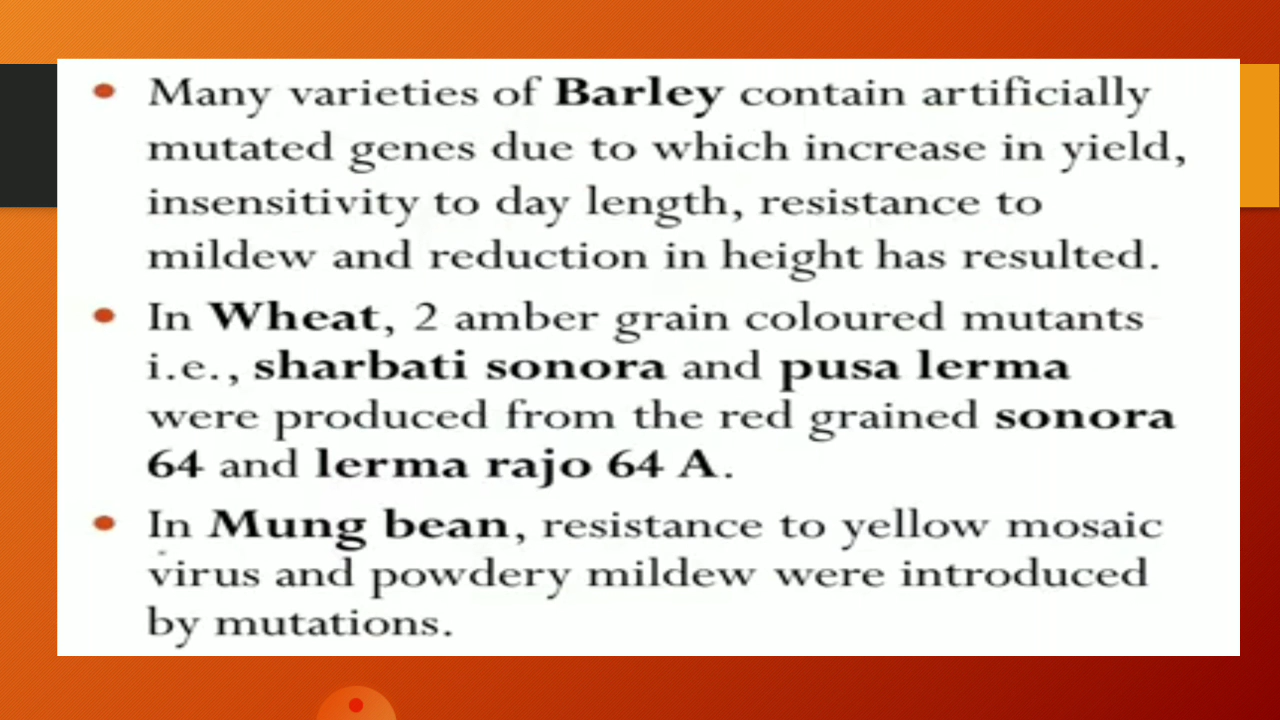 • Many varieties of Barley contain artificially
mutated genes due to which increase in yield,
insensitivity to day length, resistance to
mildew and reduction in height has resulted.
• In Wheat, 2 amber grain coloured mutants
i.e., sharbati sonora and pusa lerma
were produced from the red grained sonora
64 and lerma rajo 64 A.
• In Mung bean, resistance to yellow mosaic
virus and powdery mildew were introduced
by mutations.